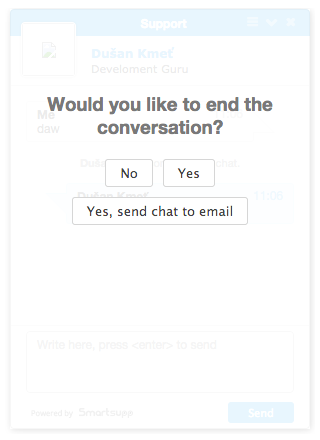 Support
Dušan Kmeť
Develoment Guru
Me
daw
Would you like to end the
conversation?
Dušan
chat.
No
Yes
Dušan Kmeť
11:09
Yes, send chat to email
Write here, press <enter> to send
Powered by Smartsupp
Send